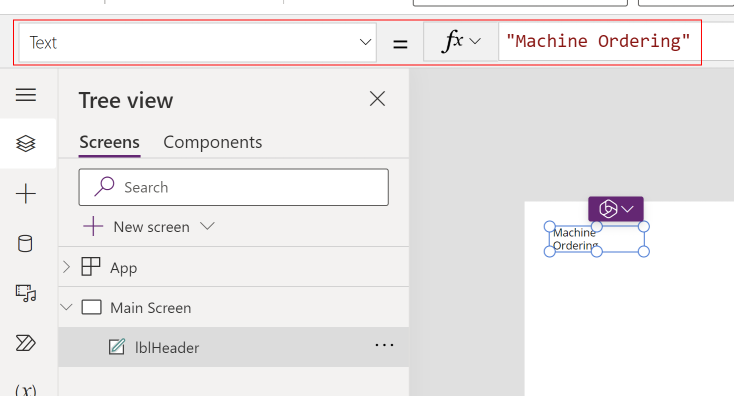 Text = fx "Machine Ordering"
Tree view
Screens Components
Search
New screen
App
Main Screen
lblHeader ...
(x)
Machine
Ordering